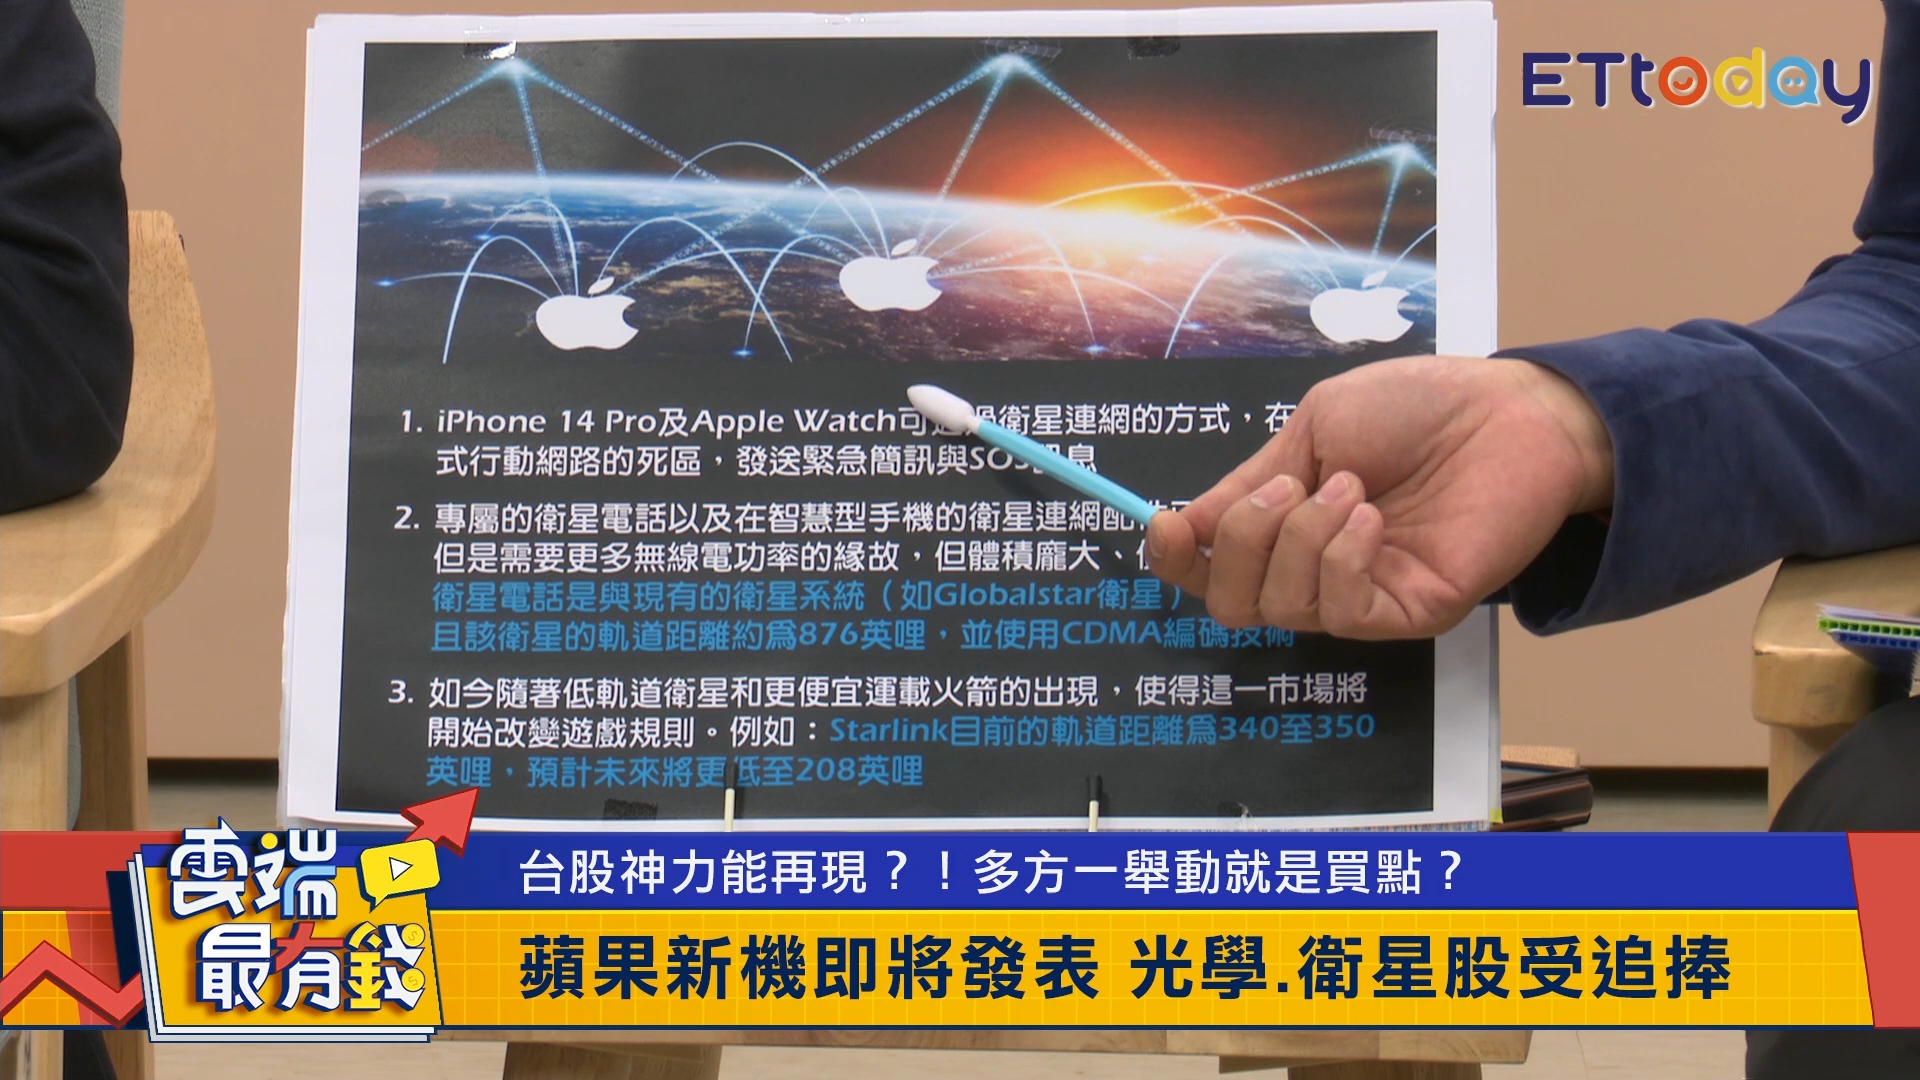 ETtoday
1. iPhone 14 Pro及Apple Watch可衛星連網的方式，在
式行動網路的死區，發送緊急簡訊與SOS訊息
2. 專屬的衛星電話以及在智慧型手機的衛星連網配件
但是需要更多無線電功率的緣故，但體積龐大、
衛星電話是與現有的衛星系統（如Globalstar衛星）
且該衛星的軌道距離約為876英哩，並使用CDMA編碼技術
3. 如今隨著低軌道衛星和更便宜運載火箭的出現，使得這一市場將
開始改變遊戲規則。例如：Starlink目前的軌道距離為340至350
英哩，預計未來將更低至208英哩
雲端
最有錢
台股神力能再現？！多方一舉動就是買點？
蘋果新機即將發表 光學.衛星股受追捧